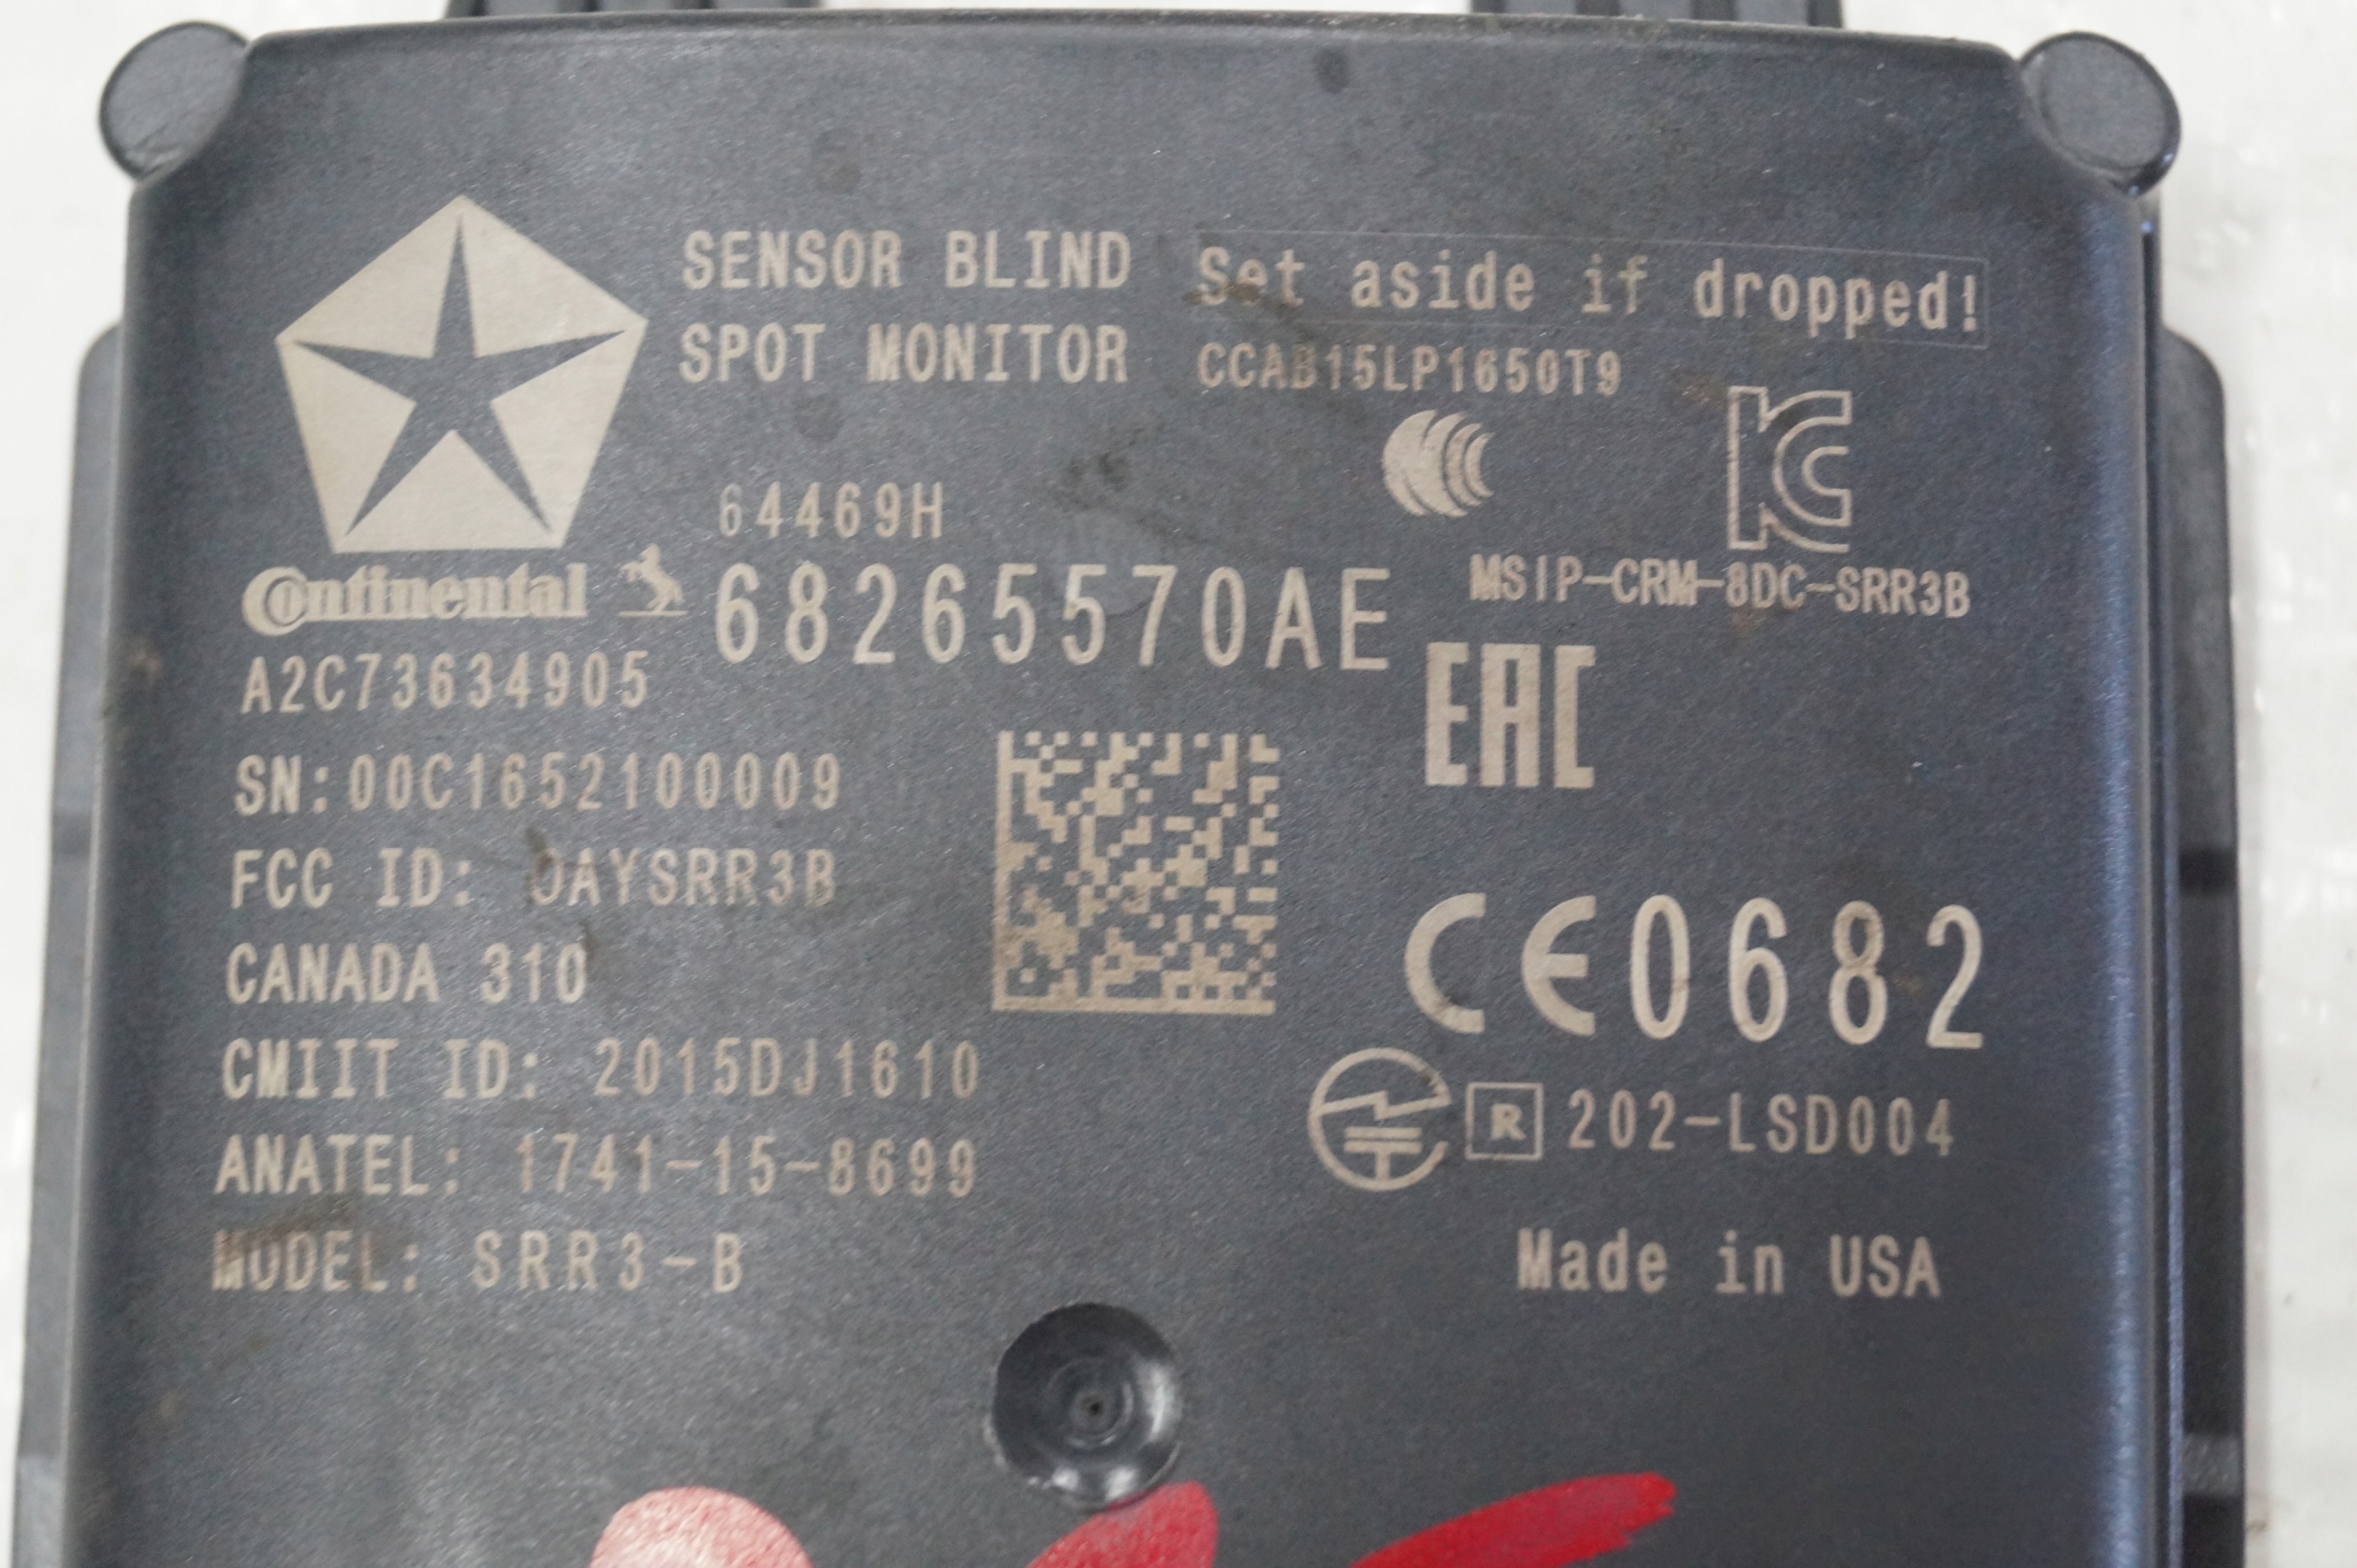 SENSOR BLIND
SPOT MONITOR
Set aside if dropped!
CCAB15LP1650T9
64469H
Continental
68265570AE
MSIP-CRM-8DC-SRR3B
A2C73634905
EAC
SN:00C1652100009
FCC ID: OAYSRR3B
CANADA 310
CE0682
CMIIT ID: 2015DJ1610
R 202-LSD004
ANATEL: 1741-15-8699
MODEL: SRR3-B
Made in USA